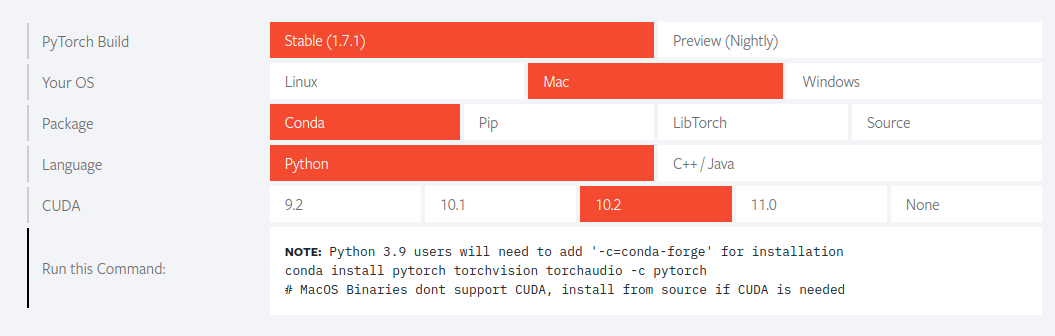 PyTorch Build Stable (1.7.1) Preview (Nightly)
Your OS Linux Mac Windows
Package Conda Pip LibTorch Source
Language Python C++ / Java
CUDA 9.2 10.1 10.2 11.0 None
NOTE: Python 3.9 users will need to add '-c=conda-forge' for installation
Run this Command: conda install pytorch torchvision torchaudio -c pytorch
# MacOS Binaries dont support CUDA, install from source if CUDA is needed